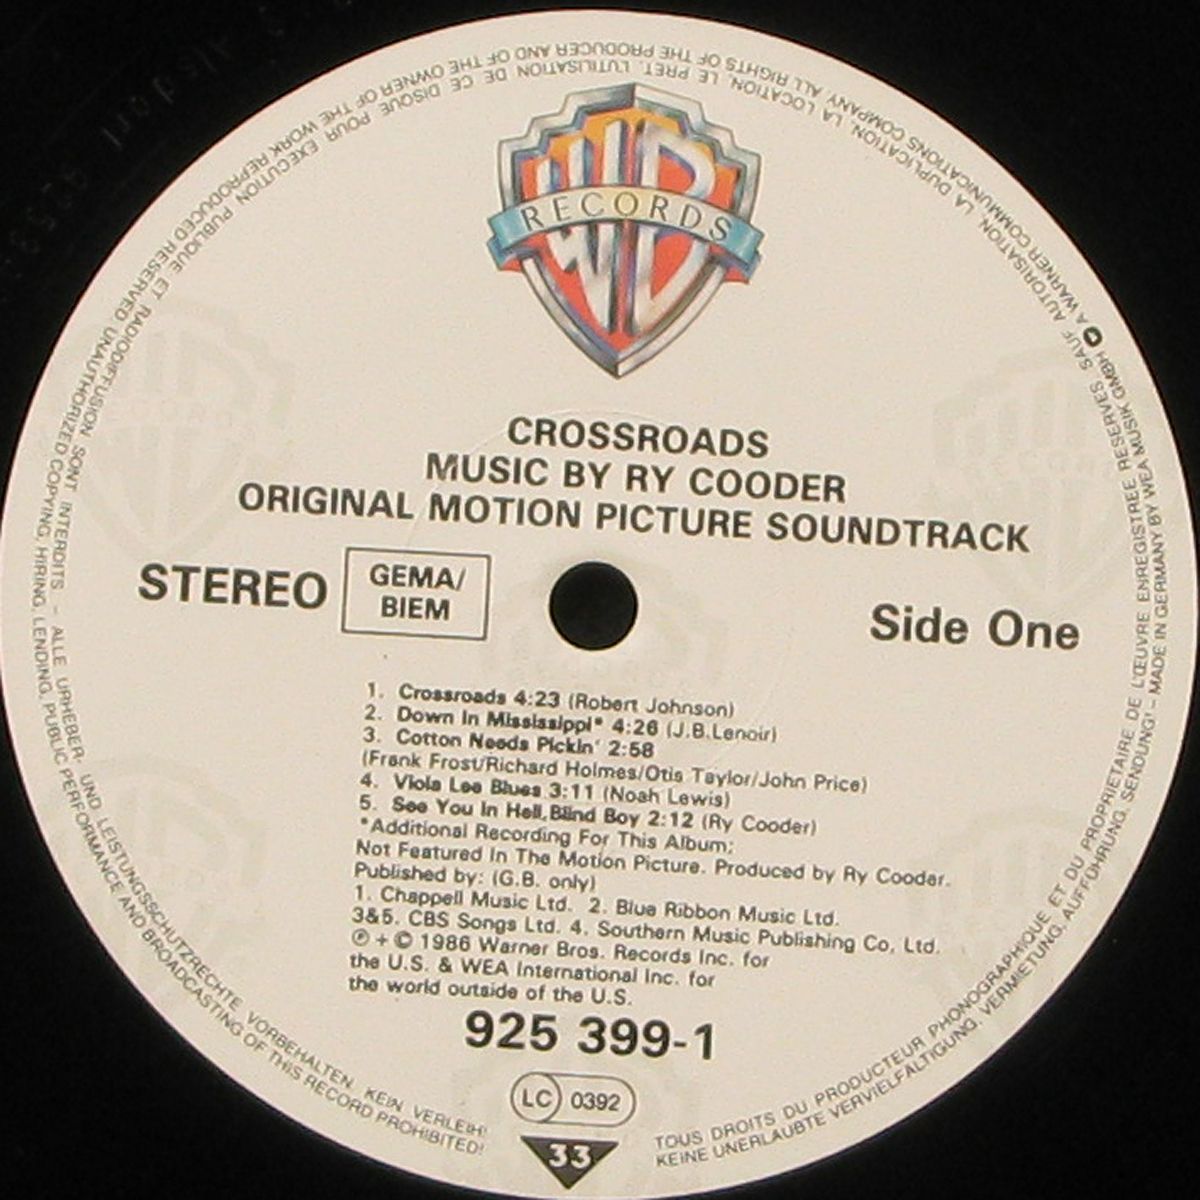 RECORDS
CROSSROADS
MUSIC BY RY COODER
ORIGINAL MOTION PICTURE SOUNDTRACK
STEREO
GEMA/
BIEM
Side One
1. Crossroads 4:23 (Robert Johnson)
2. Down In Mississippi* 4:26 (J.B.Lenoir)
3. Cotton Needs Pickin' 2:58
(Frank Frost/Richard Holmes/Otis Taylor/John Price)
4. Viola Lee Blues 3:11 (Noah Lewis)
5. See You In Hell, Blind Boy 2:12 (Ry Cooder)
*Additional Recording For This Album;
Not Featured In The Motion Picture. Produced by Ry Cooder.
Published by: (G.B. only)
1. Chappell Music Ltd. 2. Blue Ribbon Music Ltd.
3&5. CBS Songs Ltd. 4. Southern Music Publishing Co, Ltd.
℗ + © 1986 Warner Bros. Records Inc. for
the U.S. & WEA International Inc. for
the world outside of the U.S.
925 399-1
LC 0392
33
TOUS DROITS DU PRODUCTEUR PHONOGRAPHIQUE ET DU PROPRIETAIRE DE L'ŒUVRE ENREGISTREE RESERVES. SAUF AUTORISATION, LA DUPLICATION, LA LOCATION, LE PRET, L'UTILISATION DE CE DISQUE POUR EXECUTION PUBLIQUE ET RADIODIFFUSION SONT INTERDITS – ALLE URHEBER- UND LEISTUNGSSCHUTZRECHTE VORBEHALTEN. KEIN VERLEIH!
KEINE UNERLAUBTE VERVIELFÄLTIGUNG, VERMIETUNG, AUFFÜHRUNG, SENDUNG! – MADE IN GERMANY BY WEA MUSIK GMBH A WARNER COMMUNICATIONS COMPANY. ALL RIGHTS OF THE PRODUCER AND OF THE OWNER OF THE WORK REPRODUCED RESERVED. UNAUTHORIZED COPYING, HIRING, LENDING, PUBLIC PERFORMANCE AND BROADCASTING OF THIS RECORD PROHIBITED!